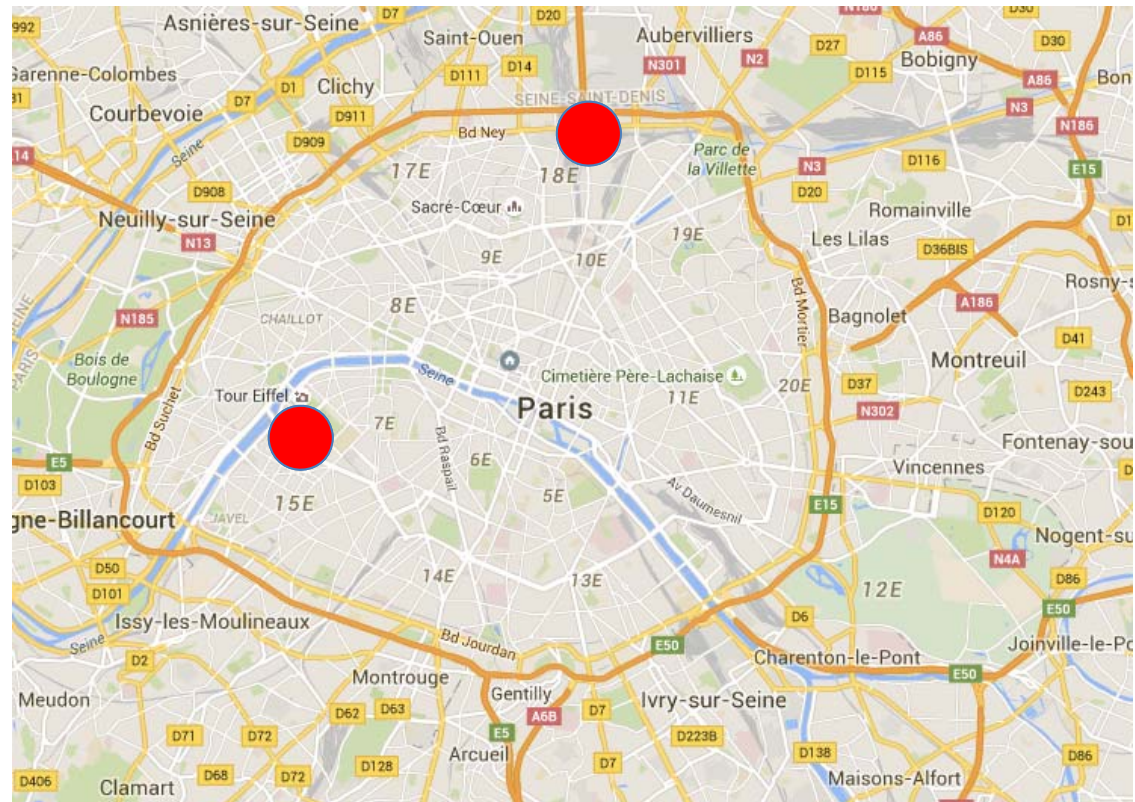 992
Asnières-sur-Seine
D7
D20
N186
D30
Saint-Ouen
Aubervilliers
A86
D27
D30
N301
N2
Bobigny
Garenne-Colombes
D111
D14
D115
A86
Bon
D1
Clichy
SEINE-SAINT-DENIS
D7
Courbevoie
D911
N3
N186
D909
Bd Ney
Seine
Parc de
la Villette
N3
D116
E15
17E
18E
D908
D20
Sacré-Cœur
Romainville
Neuilly-sur-Seine
N13
19E
Les Lilas
D36BIS
9E
10E
Rosny-s
8E
Bd Mortier
A186
N185
CHAILLOT
Bagnolet
D41
Bois de
Boulogne
Seine
Cimetière Père-Lachaise
Montreuil
20E
D37
D243
Tour Eiffel
Paris
11E
N302
Bd Suchet
7E
Bd Raspail
Fontenay-sou
E5
6E
Vincennes
D103
5E
Av Daumesnil
15E
E15
D120
gne-Billancourt
JAVEL
Nogent-su
D50
14E
13E
N4A
D86
D101
12E
E50
Issy-les-Moulineaux
D6
Seine
Bd Jourdan
E50
Joinville-le-Po
D2
Charenton-le-Pont
E50
Montrouge
Meudon
Gentilly
Ivry-sur-Seine
D62
D63
A6B
D7
D71
D72
E5
D223B
D138
D86
Arcueil
D128
D7
D406
D68
D72
Clamart
Maisons-Alfort